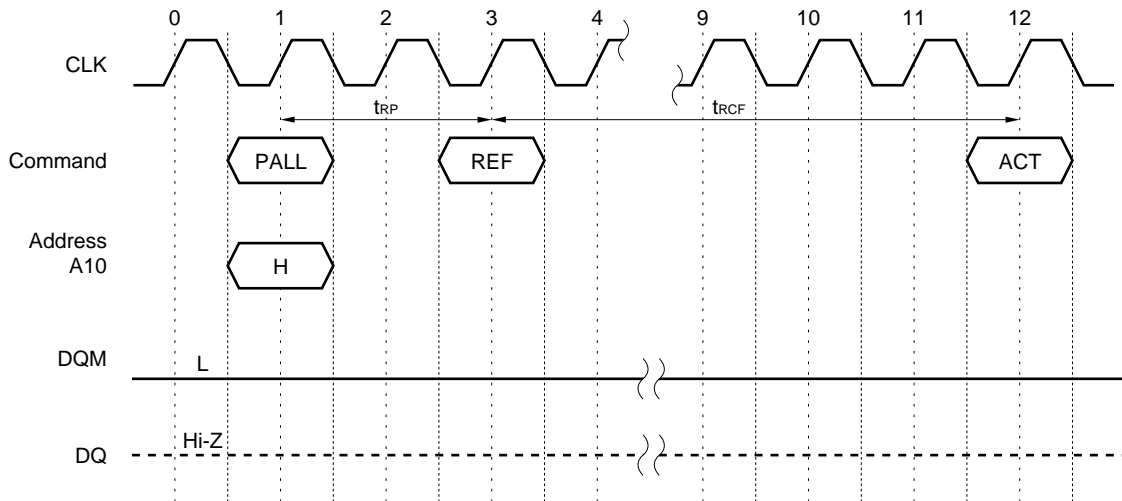 0 1 2 3 4 9 10 11 12
CLK
tRP tRCF
Command PALL REF ACT
Address
A10 H
DQM L
DQ Hi-Z